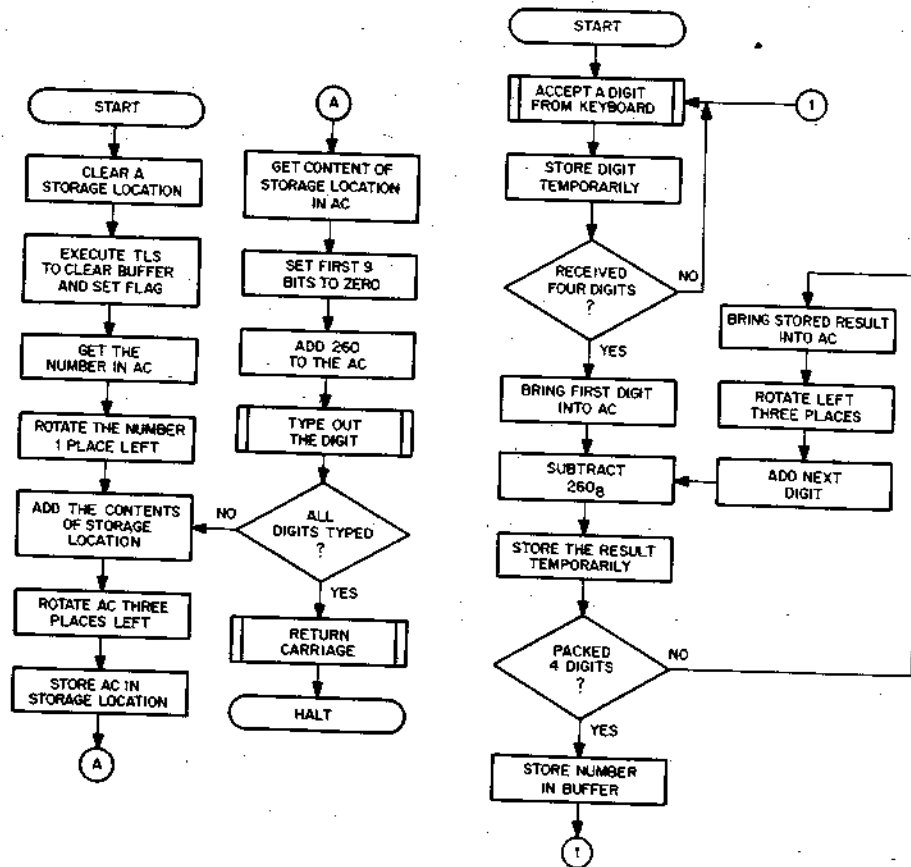 START
CLEAR A
STORAGE LOCATION
EXECUTE TLS
TO CLEAR BUFFER
AND SET FLAG
GET THE
NUMBER IN AC
ROTATE THE NUMBER
1 PLACE LEFT
ADD THE CONTENTS
OF STORAGE
LOCATION
ROTATE AC THREE
PLACES LEFT
STORE AC IN
STORAGE LOCATION
A
A
GET CONTENT OF
STORAGE LOCATION
IN AC
SET FIRST 9
BITS TO ZERO
ADD 260
TO THE AC
TYPE OUT
THE DIGIT
NO
ALL
DIGITS TYPED
?
YES
RETURN
CARRIAGE
HALT
START
ACCEPT A DIGIT
FROM KEYBOARD
1
STORE DIGIT
TEMPORARILY
RECEIVED
FOUR DIGITS
?
NO
YES
BRING FIRST DIGIT
INTO AC
SUBTRACT
260₈
STORE THE RESULT
TEMPORARILY
PACKED
4 DIGITS
?
NO
YES
STORE NUMBER
IN BUFFER
1
BRING STORED RESULT
INTO AC
ROTATE LEFT
THREE PLACES
ADD NEXT
DIGIT